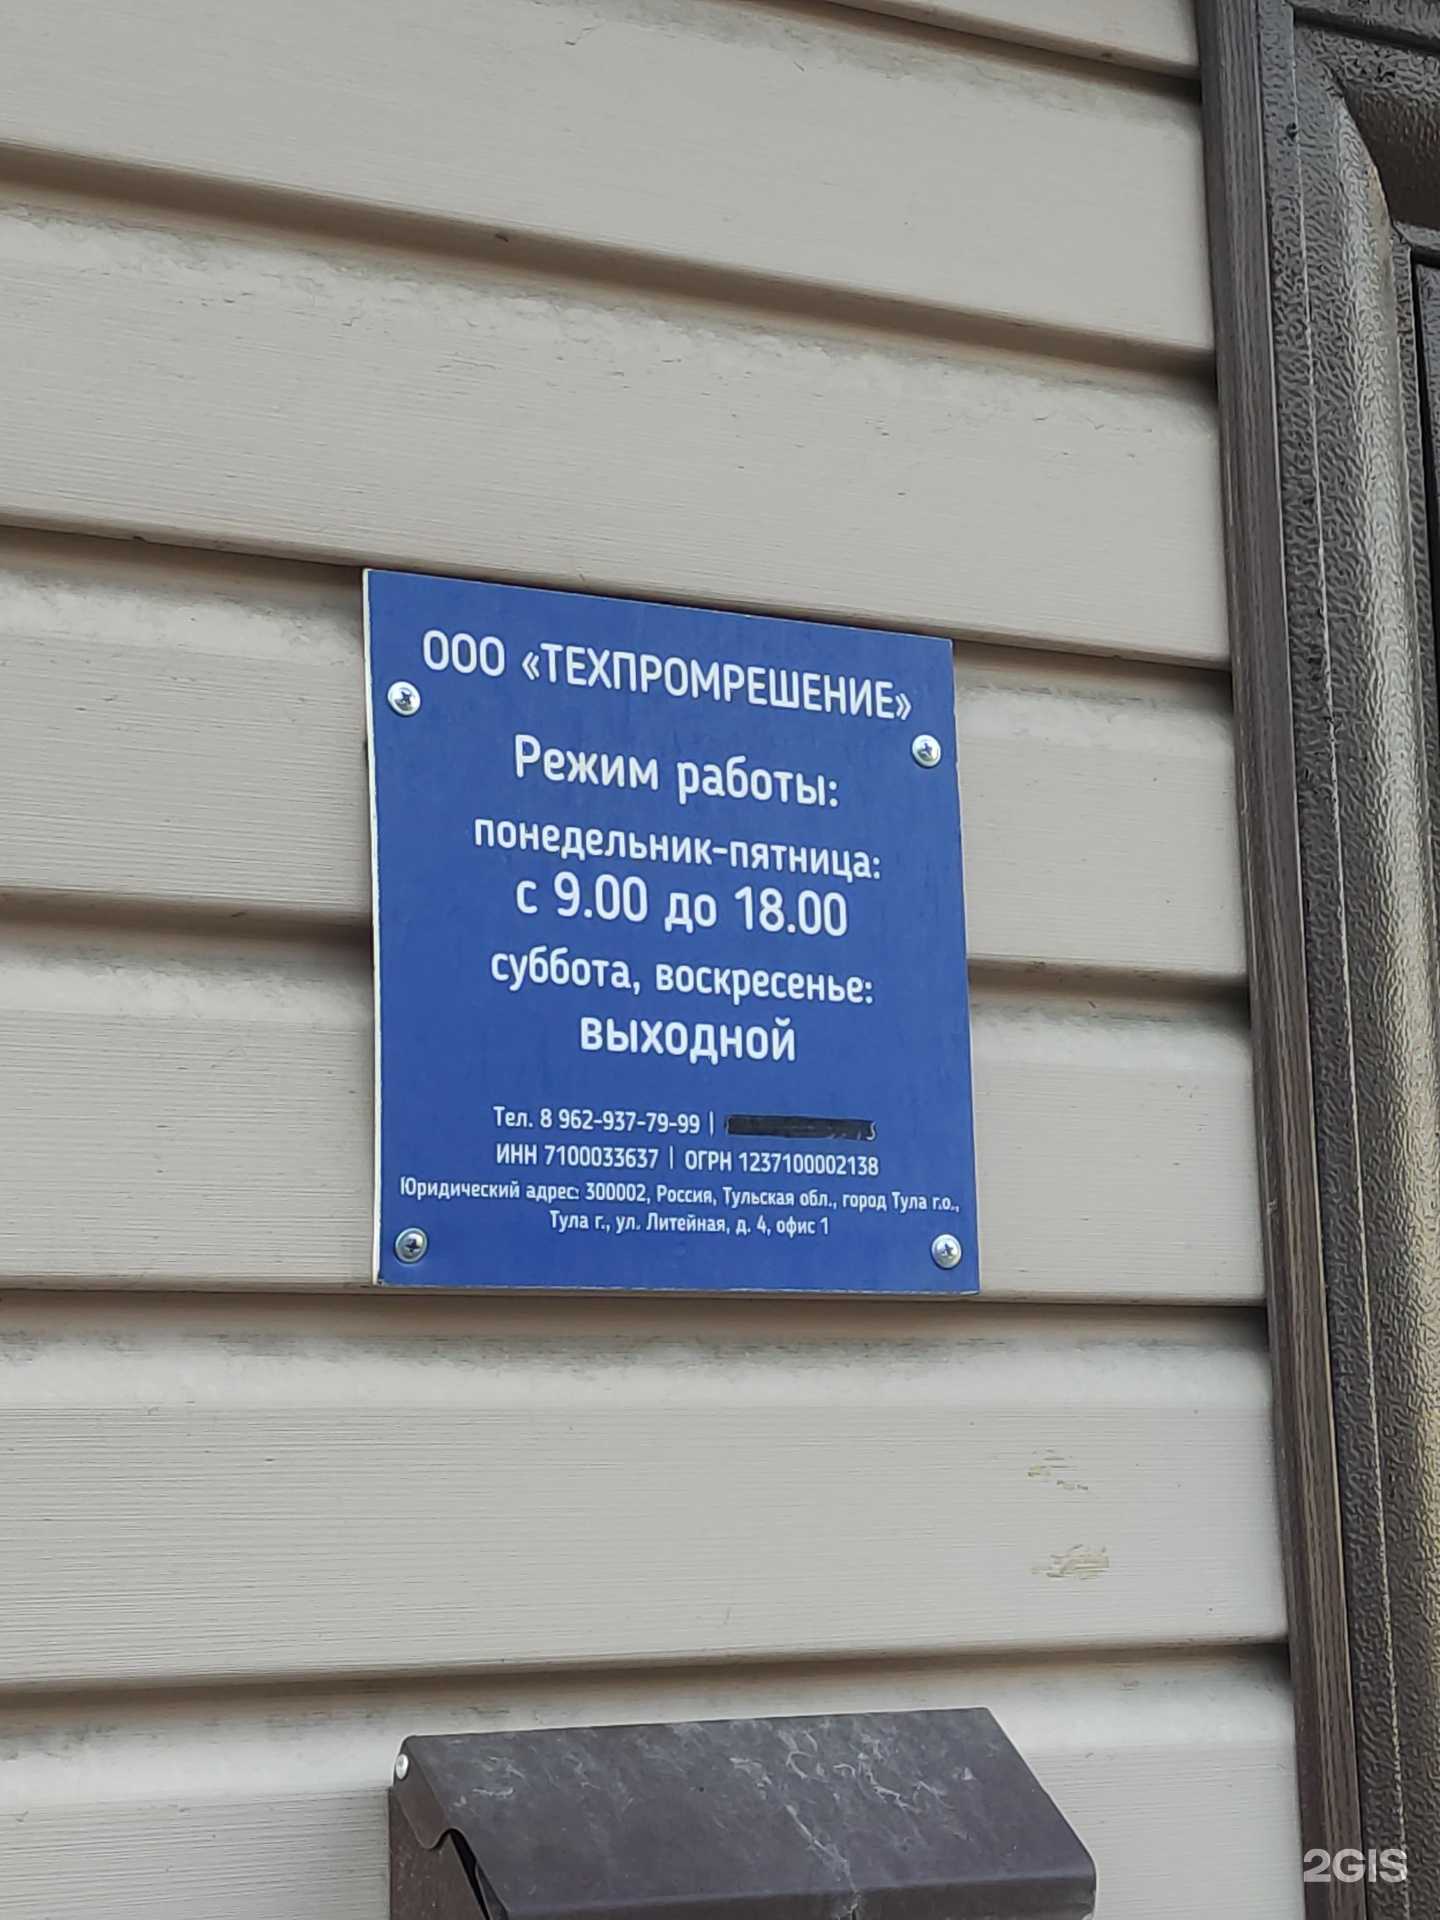 ООО «ТЕХПРОМРЕШЕНИЕ»
Режим работы:
понедельник-пятница:
с 9.00 до 18.00
суббота, воскресенье:
выходной
Тел. 8 962-937-79-99 |
ИНН 7100033637 | ОГРН 1237100002138
Юридический адрес: 300002, Россия, Тульская обл., город Тула г.о.,
Тула г., ул. Литейная, д. 4, офис 1
2GIS